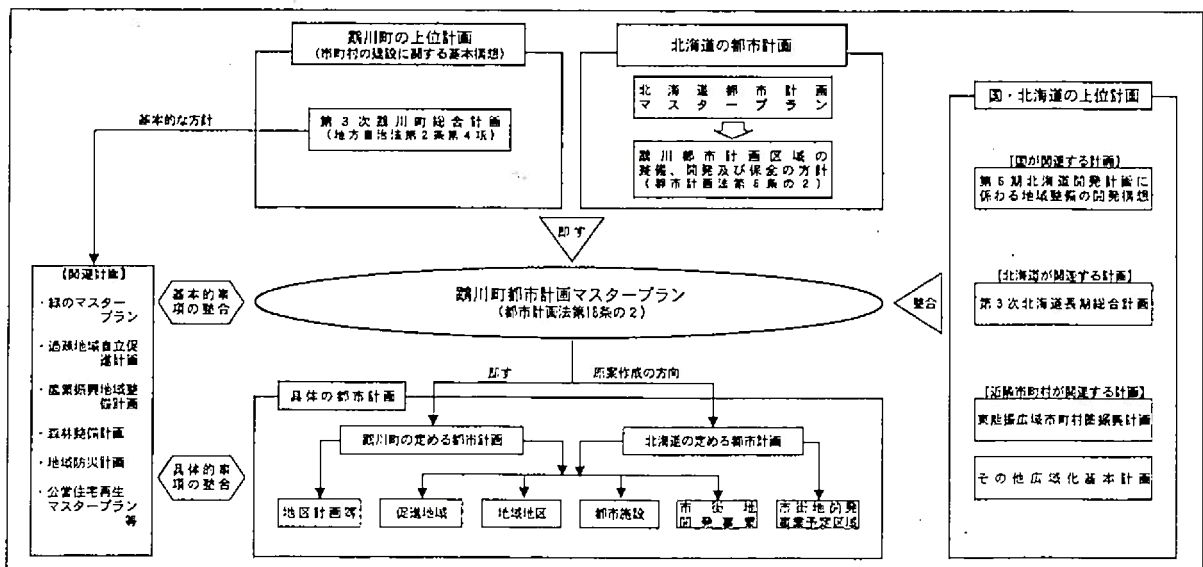 鵡川町の上位計画
(市町村の建設に関する基本構想)
第3次鵡川町総合計画
(地方自治法第2条第4項)
基本的な方針
北海道の都市計画
北海道都市計画
マスタープラン
鵡川都市計画区域の
整備、開発及び保全の方針
(都市計画法第6条の2)
国・北海道の上位計画
[国が関連する計画]
第6期北海道開発計画に
係わる地域整備の開発構想
[北海道が関連する計画]
第3次北海道長期総合計画
[近隣市町村が関連する計画]
東胆振広域市町村圏振興計画
その他広域化基本計画
即す
整合
鵡川町都市計画マスタープラン
(都市計画法第18条の2)
基本的事
項の整合
具体的事
項の整合
【関連計画】
・緑のマスター
プラン
・過疎地域自立促
進計画
・産業振興地域整
備計画
・森林整備計画
・地域防災計画
・公営住宅再生
マスタープラン
等
即す
原案作成の方向
具体の都市計画
鵡川町の定める都市計画
北海道の定める都市計画
地区計画等
促進地域
地域地区
都市施設
市街地
開発事業
市街地開発
事業予定区域